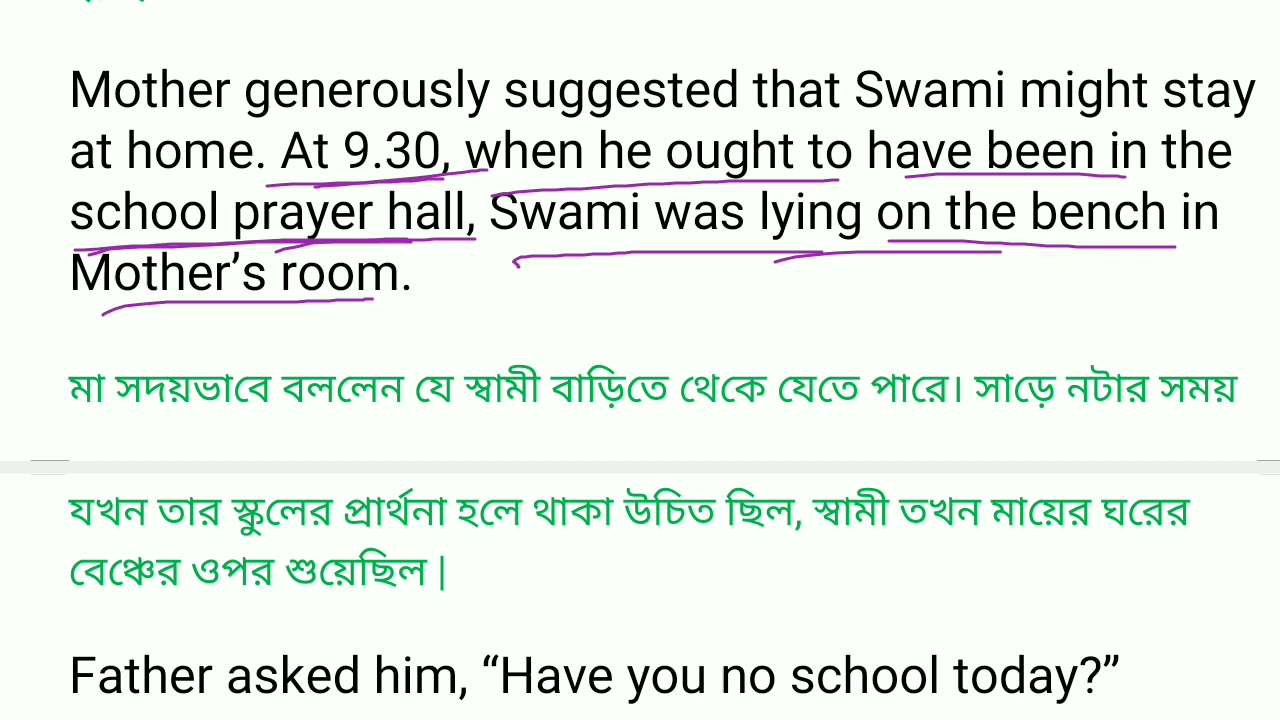 Mother generously suggested that Swami might stay
at home. At 9.30, when he ought to have been in the
school prayer hall, Swami was lying on the bench in
Mother’s room.
মা সদয়ভাবে বললেন যে স্বামী বাড়িতে থেকে যেতে পারে। সাড়ে নটার সময়
যখন তার স্কুলের প্রার্থনা হলে থাকা উচিত ছিল, স্বামী তখন মায়ের ঘরের
বেঞ্চের ওপর শুয়েছিল |
Father asked him, “Have you no school today?”